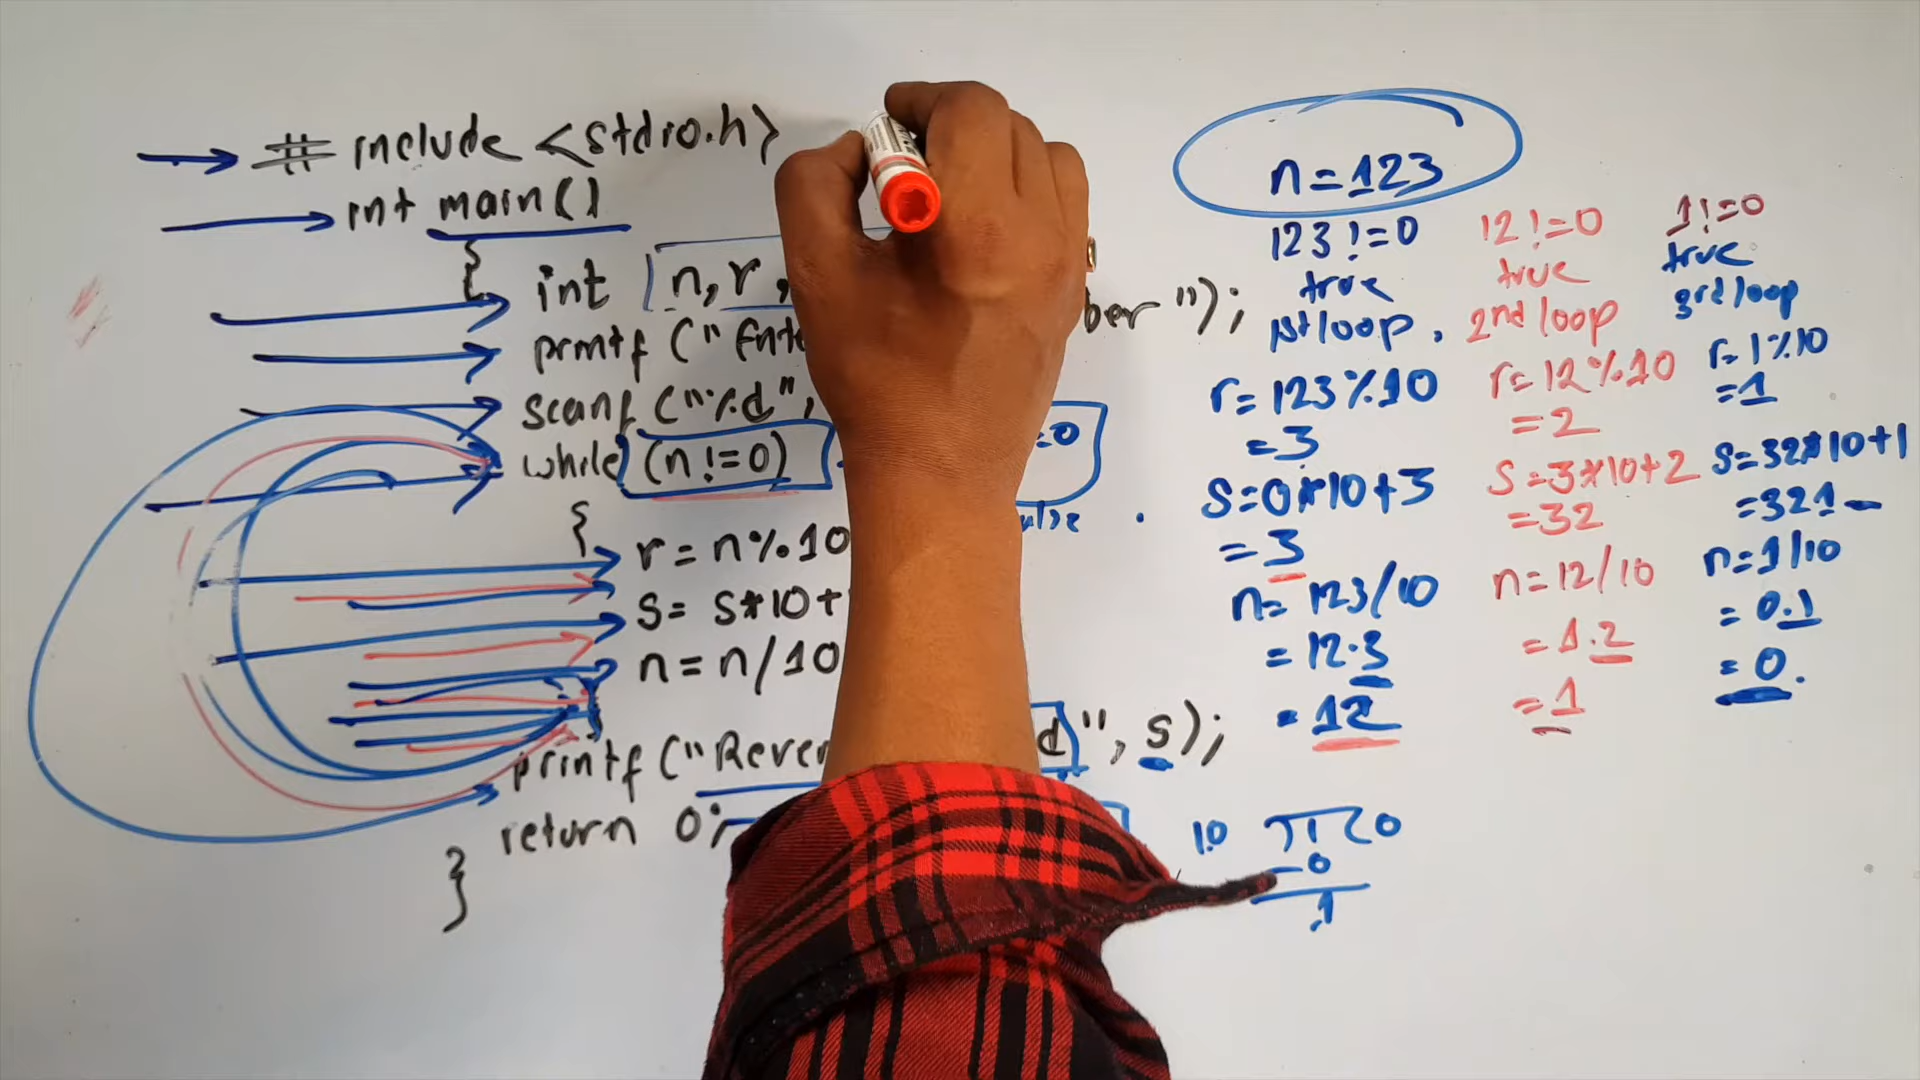 # include <stdio.h>
int main()
{
int n, r,
printf ("Ente ber");
scanf ("%d",
while (n != 0) =0
{
r = n % 10
s = s * 10 +
n = n / 10
}
printf ("Rever d", s);
return 0;
}
n = 123
123 != 0
true
1st loop,
r = 123 % 10
= 3
s = 0 * 10 + 3
= 3
n = 123 / 10
= 12.3
= 12
12 != 0
true
2nd loop
r = 12 % 10
= 2
s = 3 * 10 + 2
= 32
n = 12 / 10
= 1.2
= 1
1 != 0
true
3rd loop
r = 1 % 10
= 1
s = 32 * 10 + 1
= 321
n = 1 / 10
= 0.1
= 0.
10 1 0
- 0
1